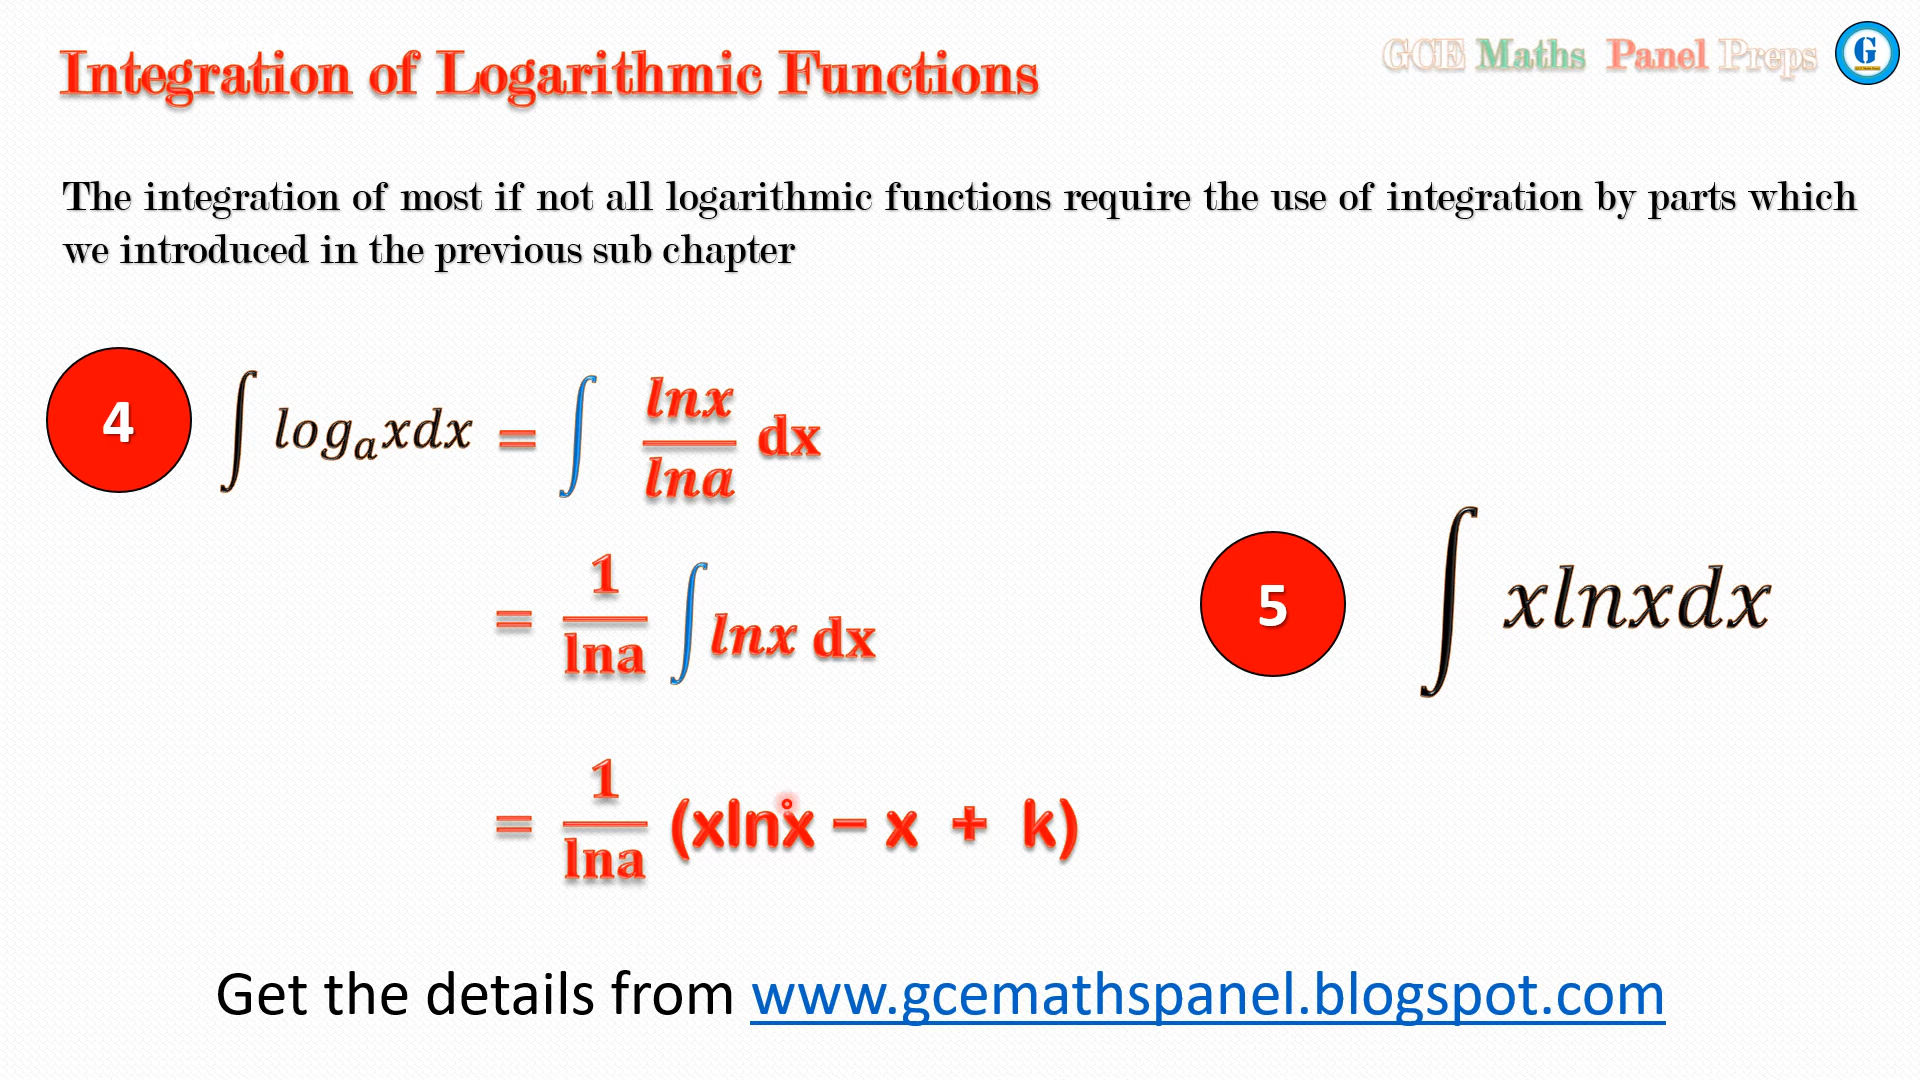 Integration of Logarithmic Functions
GCE Maths Panel Preps
G
The integration of most if not all logarithmic functions require the use of integration by parts which
we introduced in the previous sub chapter
4
∫ log_a xdx = ∫ lnx/lna dx
= 1/lna ∫ lnx dx
= 1/lna (xlnx – x + k)
5
∫ xlnxdx
Get the details from www.gcemathspanel.blogspot.com